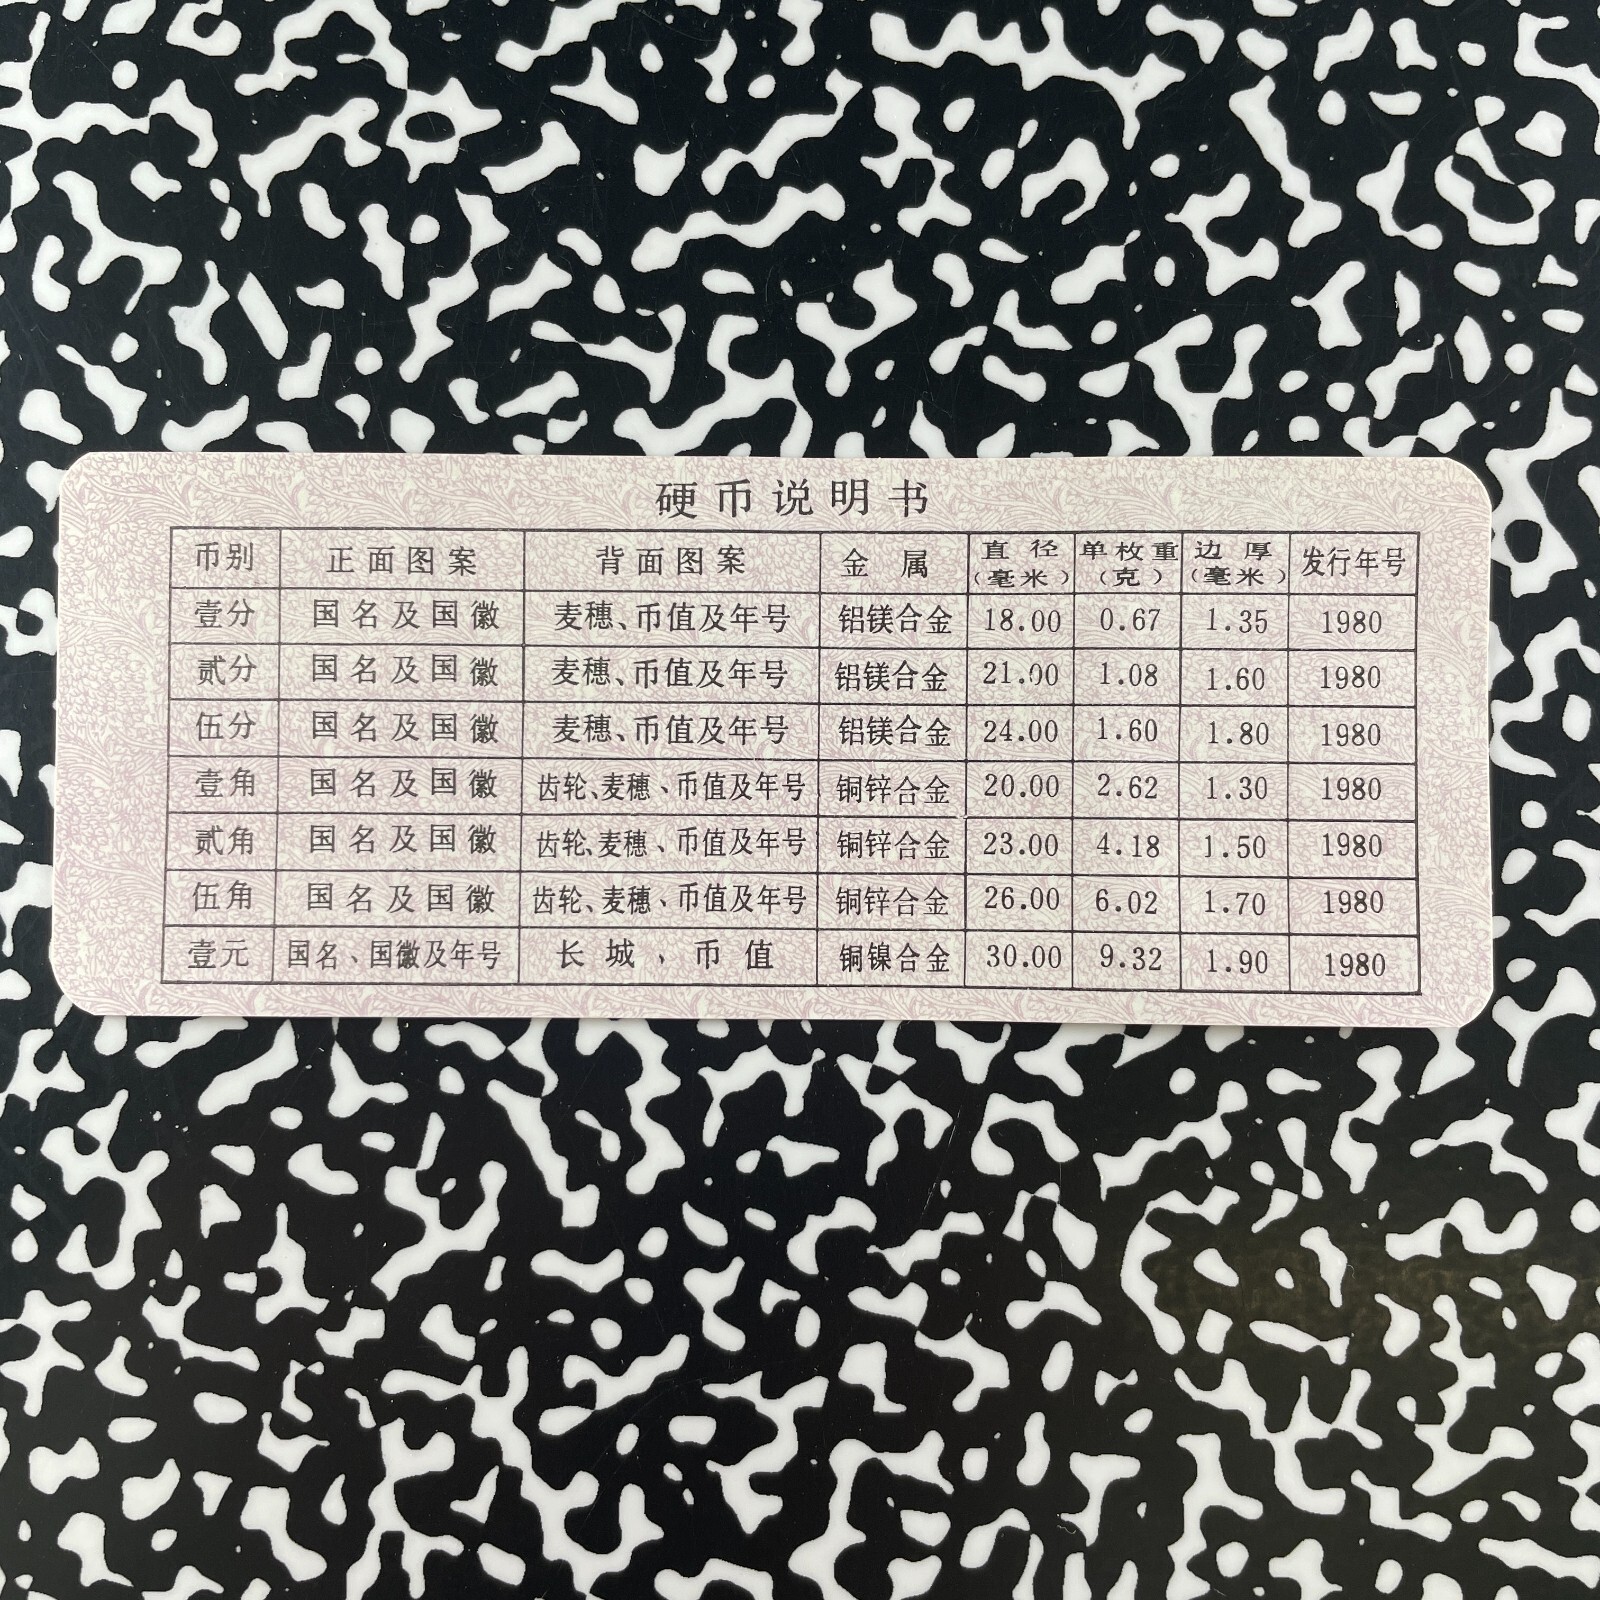 硬币说明书
币别 正面图案 背面图案 金属 直径（毫米） 单枚重（克） 边厚（毫米） 发行年号
壹分 国名及国徽 麦穗、币值及年号 铝镁合金 18.00 0.67 1.35 1980
贰分 国名及国徽 麦穗、币值及年号 铝镁合金 21.00 1.08 1.60 1980
伍分 国名及国徽 麦穗、币值及年号 铝镁合金 24.00 1.60 1.80 1980
壹角 国名及国徽 齿轮、麦穗、币值及年号 铜锌合金 20.00 2.62 1.30 1980
贰角 国名及国徽 齿轮、麦穗、币值及年号 铜锌合金 23.00 4.18 1.50 1980
伍角 国名及国徽 齿轮、麦穗、币值及年号 铜锌合金 26.00 6.02 1.70 1980
壹元 国名、国徽及年号 长城、币值 铜镍合金 30.00 9.32 1.90 1980